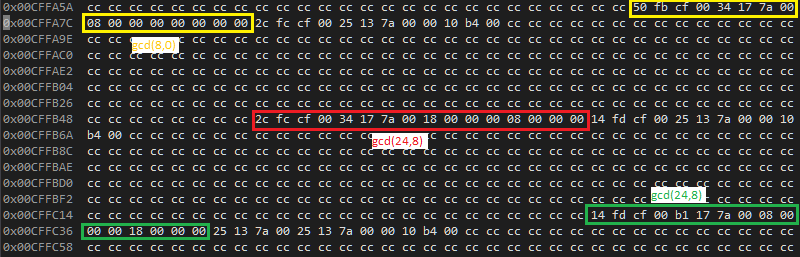 0x00CFFA5A cc cc cc cc cc cc cc cc cc cc cc cc cc cc cc cc cc cc cc cc cc cc cc cc cc cc 50 fb cf 00 34 17 7a 00
0x00CFFA7C 08 00 00 00 00 00 00 00 2c fc cf 00 25 13 7a 00 00 10 b4 00 cc cc cc cc cc cc cc cc cc cc cc cc cc cc
0x00CFFA9E cc cc cc cc cc cc cc cc cc cc cc cc cc cc cc cc cc cc cc cc cc cc cc cc cc cc cc cc cc cc cc cc cc cc
gcd(8,0)
0x00CFFAC0 cc cc cc cc cc cc cc cc cc cc cc cc cc cc cc cc cc cc cc cc cc cc cc cc cc cc cc cc cc cc cc cc cc cc
0x00CFFAE2 cc cc cc cc cc cc cc cc cc cc cc cc cc cc cc cc cc cc cc cc cc cc cc cc cc cc cc cc cc cc cc cc cc cc
0x00CFFB04 cc cc cc cc cc cc cc cc cc cc cc cc cc cc cc cc cc cc cc cc cc cc cc cc cc cc cc cc cc cc cc cc cc cc
0x00CFFB26 cc cc cc cc cc cc cc cc cc cc cc cc cc cc cc cc cc cc cc cc cc cc cc cc cc cc cc cc cc cc cc cc cc cc
0x00CFFB48 cc cc cc cc cc cc cc cc 2c fc cf 00 34 17 7a 00 18 00 00 00 08 00 00 00 14 fd cf 00 25 13 7a 00 00 10
0x00CFFB6A b4 00 cc cc cc cc cc cc cc cc cc cc cc cc cc cc cc cc cc cc cc cc cc cc cc cc cc cc cc cc cc cc cc cc
gcd(24,8)
0x00CFFB8C cc cc cc cc cc cc cc cc cc cc cc cc cc cc cc cc cc cc cc cc cc cc cc cc cc cc cc cc cc cc cc cc cc cc
0x00CFFBAE cc cc cc cc cc cc cc cc cc cc cc cc cc cc cc cc cc cc cc cc cc cc cc cc cc cc cc cc cc cc cc cc cc cc
0x00CFFBD0 cc cc cc cc cc cc cc cc cc cc cc cc cc cc cc cc cc cc cc cc cc cc cc cc cc cc cc cc cc cc cc cc cc cc
gcd(24,8)
0x00CFFBF2 cc cc cc cc cc cc cc cc cc cc cc cc cc cc cc cc cc cc cc cc cc cc cc cc cc cc cc cc cc cc cc cc cc cc
0x00CFFC14 cc cc cc cc cc cc cc cc cc cc cc cc cc cc cc cc cc cc cc cc cc cc cc cc 14 fd cf 00 b1 17 7a 00 08 00
0x00CFFC36 00 00 18 00 00 00 25 13 7a 00 25 13 7a 00 00 10 b4 00 cc cc cc cc cc cc cc cc cc cc cc cc cc cc cc cc
0x00CFFC58 cc cc cc cc cc cc cc cc cc cc cc cc cc cc cc cc cc cc cc cc cc cc cc cc cc cc cc cc cc cc cc cc cc cc